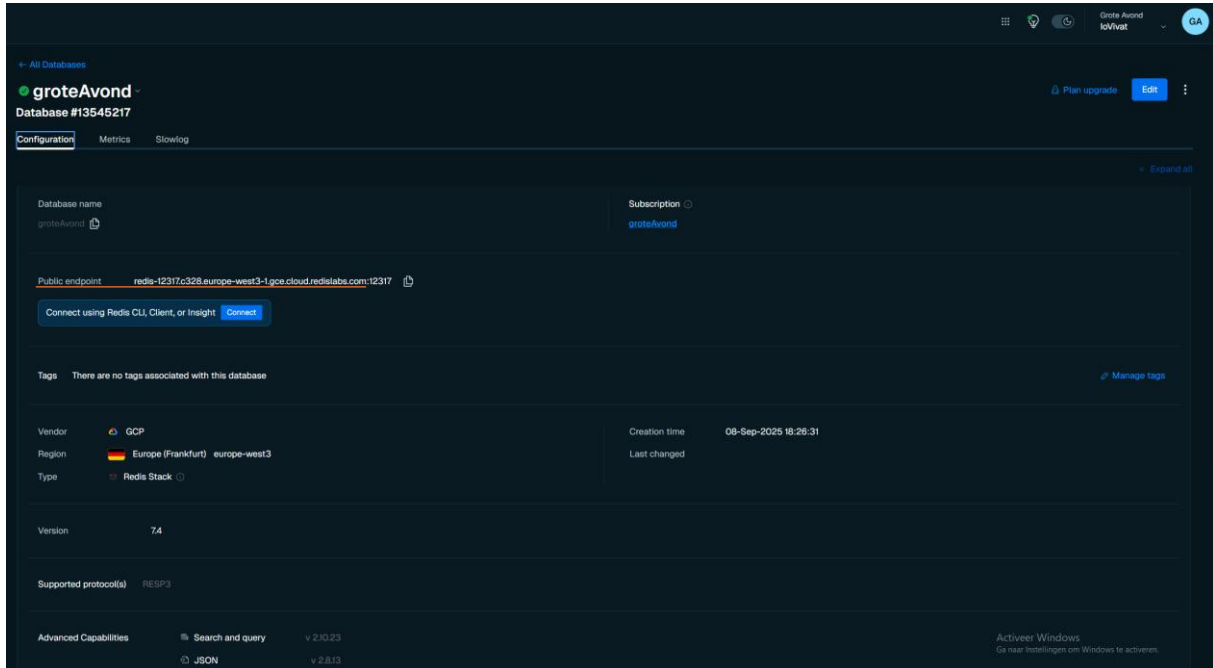 Grote Avond
IoVivat
GA
← All Databases
groteAvond
Plan upgrade
Edit
Database #13545217
Configuration Metrics Slowlog
Expand all
Database name
groteAvond
Subscription
groteAvond
Public endpoint redis-12317.c328.europe-west3-1.gce.cloud.redislabs.com:12317
Connect using Redis CLI, Client, or Insight Connect
Tags There are no tags associated with this database
Manage tags
Vendor GCP
Creation time 08-Sep-2025 18:26:31
Region Europe (Frankfurt) europe-west3
Last changed
Type Redis Stack
Version 7.4
Supported protocol(s) RESP3
Advanced Capabilities Search and query v 2.10.23
JSON v 2.8.13
Activeer Windows
Ga naar Instellingen om Windows te activeren.